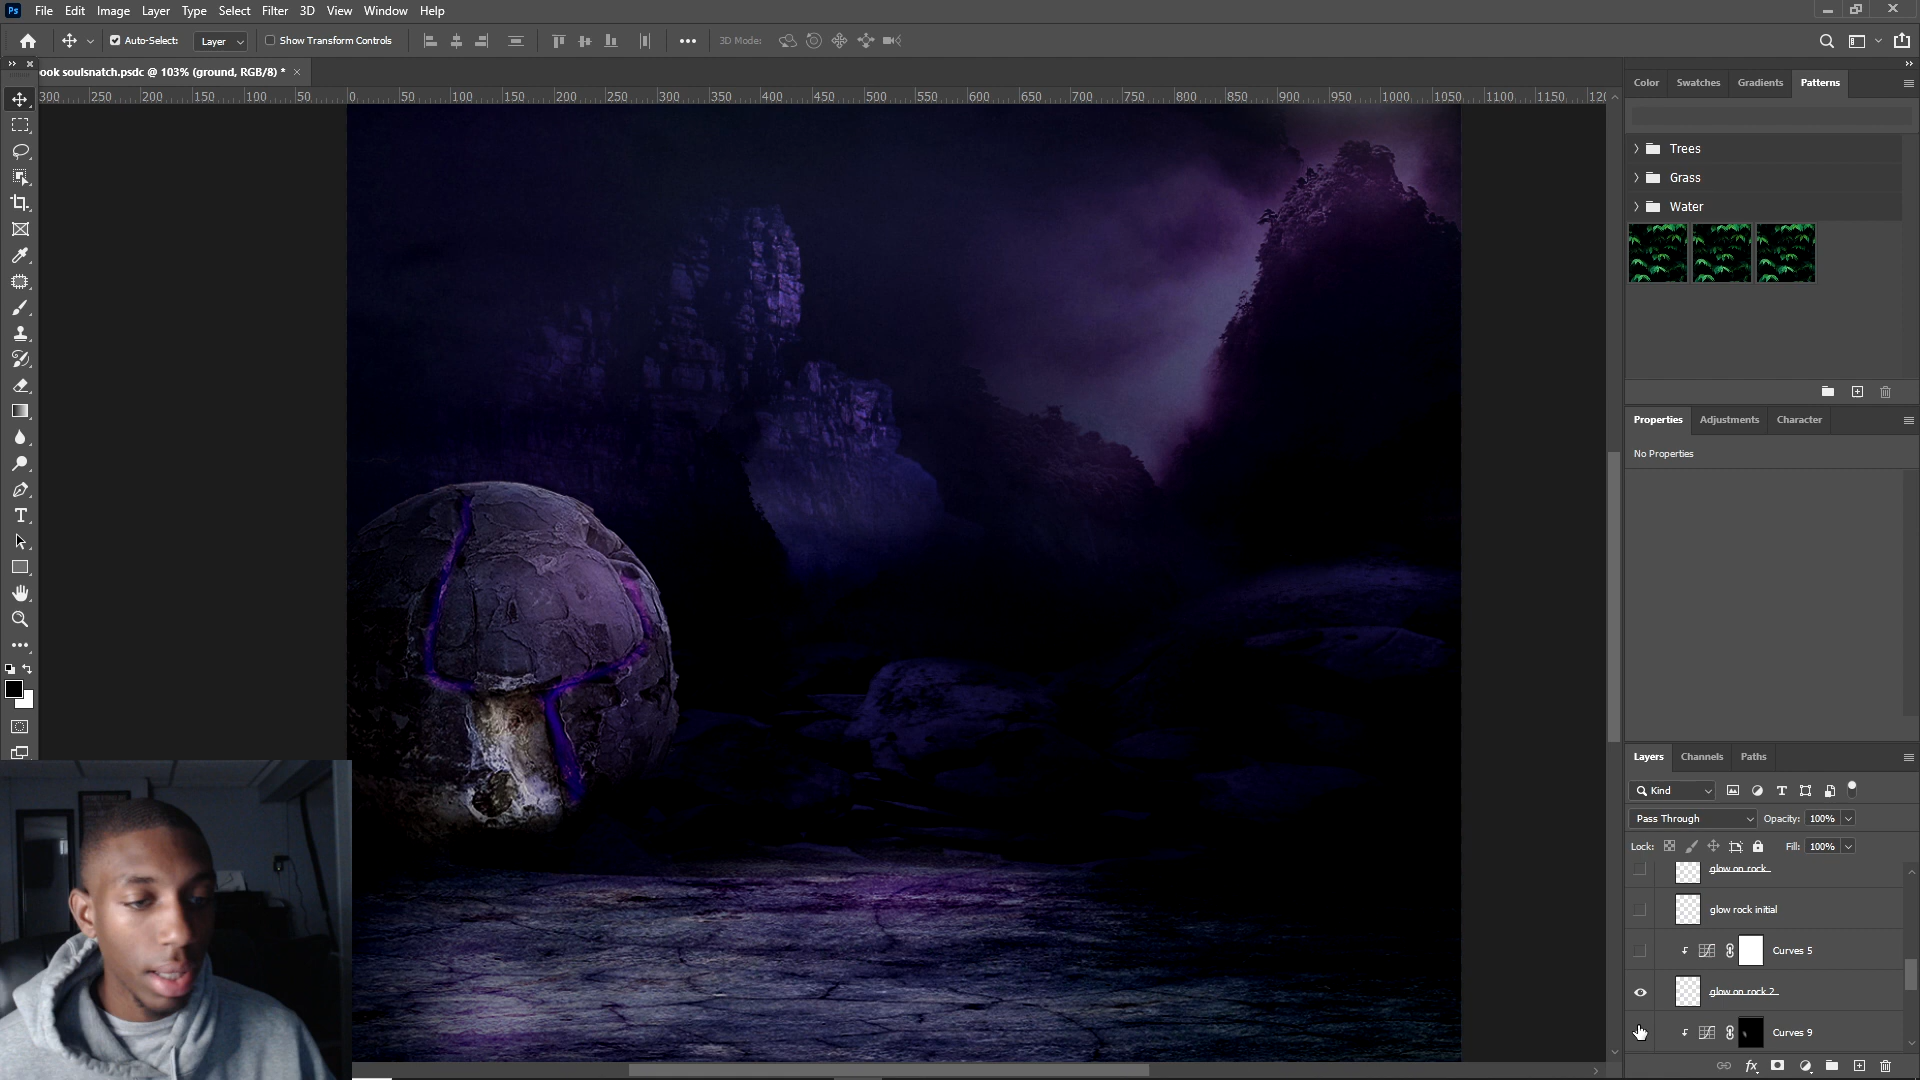 Ps File Edit Image Layer Type Select Filter 3D View Window Help
Auto-Select: Layer Show Transform Controls 3D Mode:
ook soulsnatch.psdc @ 103% (ground, RGB/8) *
300 250 200 150 100 50 0 50 100 150 200 250 300 350 400 450 500 550 600 650 700 750 800 850 900 950 1000 1050 1100 1150
Color Swatches Gradients Patterns
Trees
Grass
Water
Properties Adjustments Character
No Properties
Layers Channels Paths
Kind
Pass Through Opacity: 100%
Lock: Fill: 100%
glow on rock
glow rock initial
Curves 5
glow on rock 2
Curves 9
fx